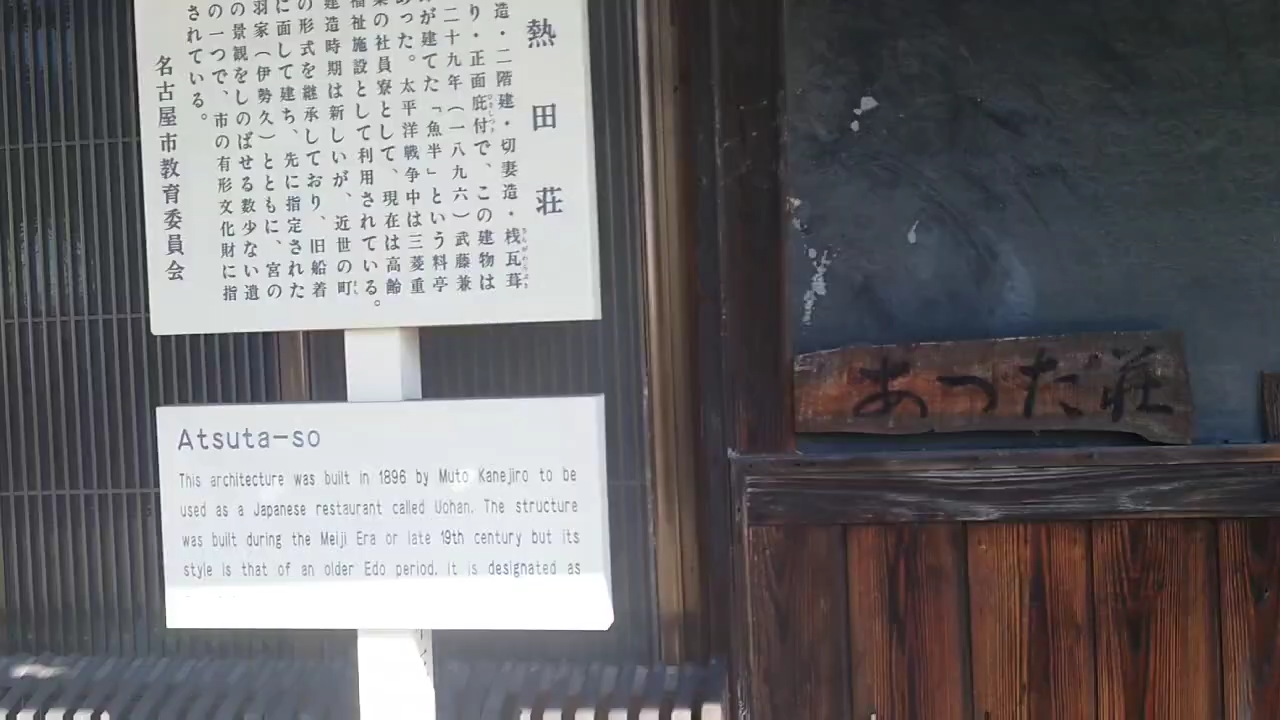 熱田荘
造・二階建・切妻造・桟瓦葺
り・正面庇付で、この建物は
二十九年（一八九六）武藤兼
が建てた「魚半」という料亭
あった。太平洋戦争中は三菱重
業の社員寮として、現在は高齢
福祉施設として利用されている。
建造時期は新しいが、近世の町
の形式を継承しており、旧船着
に面して建ち、先に指定された
羽家（伊勢久）とともに、宮の
の景観をしのばせる数少ない遺
の一つで、市の有形文化財に指
されている。
名古屋市教育委員会
Atsuta-so
This architecture was built in 1896 by Muto Kanejiro to be
used as a Japanese restaurant called Uohan. The structure
was built during the Meiji Era or late 19th century but its
style is that of an older Edo period. It is designated as
あつた荘